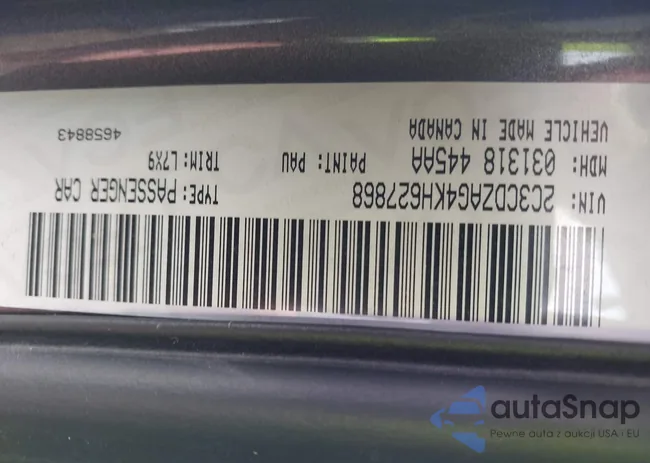 VIN: 2C3CDZAG4KH627868 TYPE: PASSENGER CAR
MDH: 031318 445AA PAINT: PAU TRIM: L7X9
VEHICLE MADE IN CANADA 4658843
autaSnap
Pewne auta z aukcji USA i EU